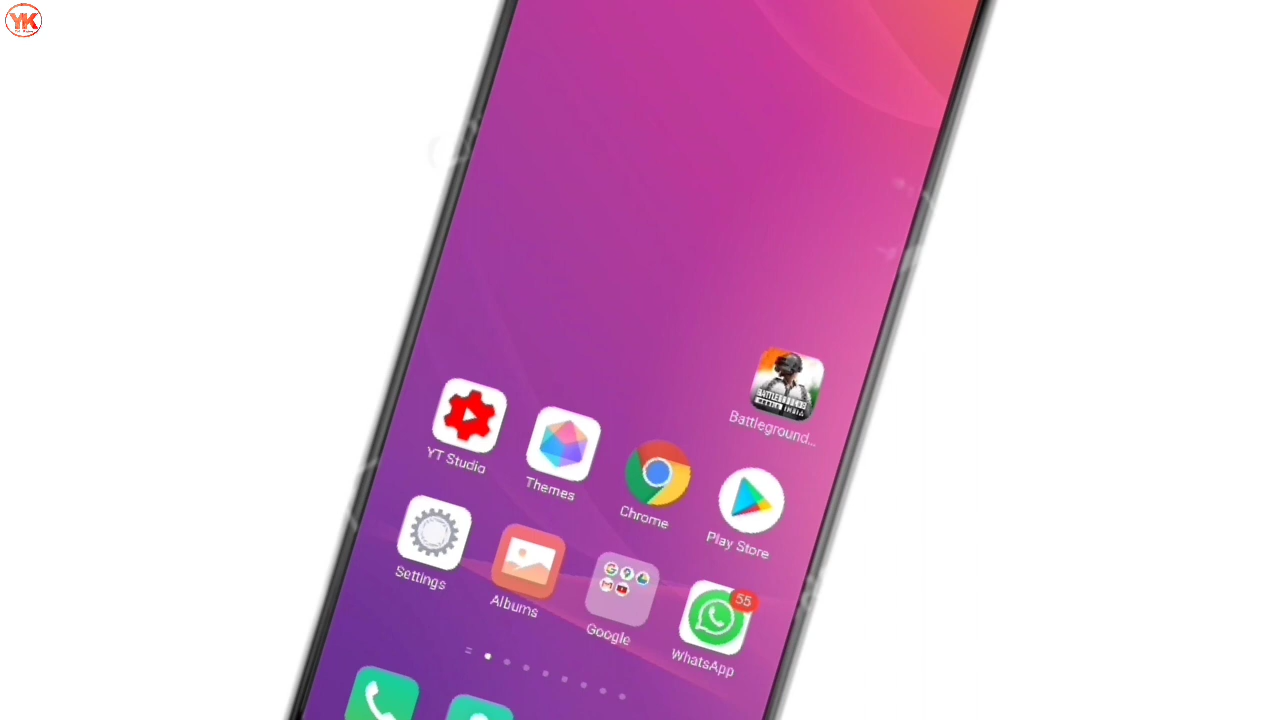 YK
Battleground...
YT Studio
Themes
Chrome
Play Store
Settings
Albums
Google
55
WhatsApp